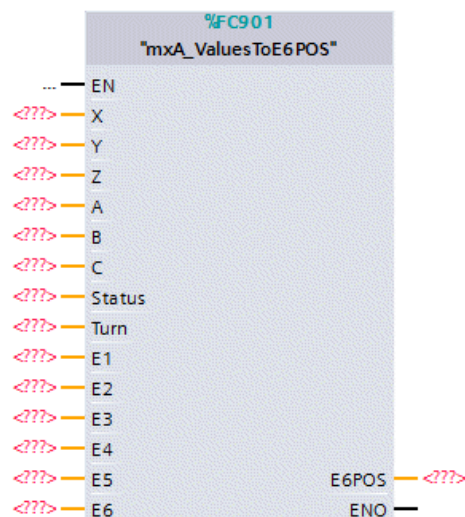 %FC901
"mxA_ValuesToE6POS"
... EN
<???> X
<???> Y
<???> Z
<???> A
<???> B
<???> C
<???> Status
<???> Turn
<???> E1
<???> E2
<???> E3
<???> E4
<???> E5 E6POS <???>
<???> E6 ENO